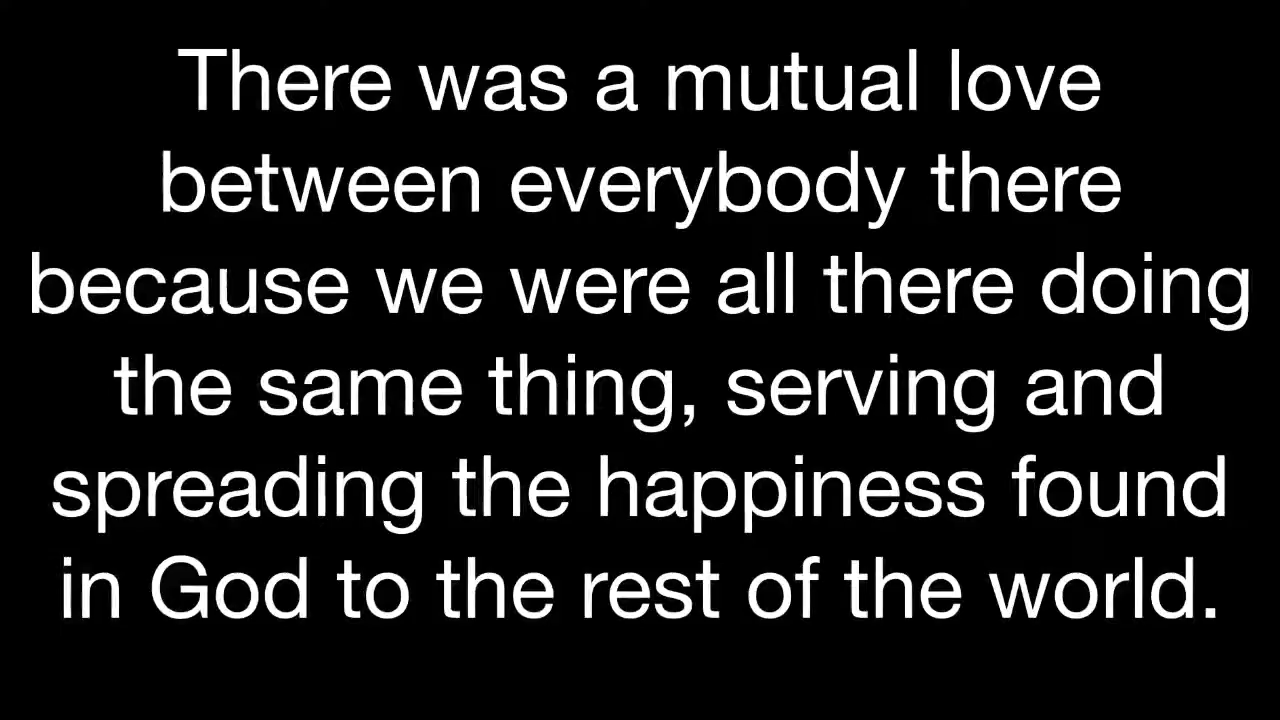 There was a mutual love
between everybody there
because we were all there doing
the same thing, serving and
spreading the happiness found
in God to the rest of the world.